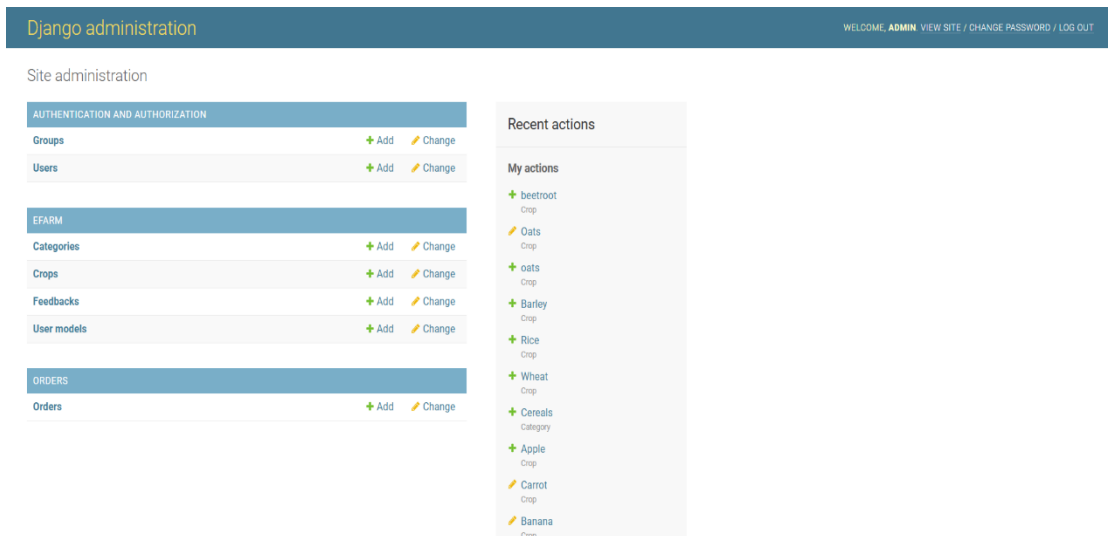 Django administration
WELCOME, ADMIN. VIEW SITE / CHANGE PASSWORD / LOG OUT
Site administration
AUTHENTICATION AND AUTHORIZATION
Groups + Add Change
Users + Add Change
EFARM
Categories + Add Change
Crops + Add Change
Feedbacks + Add Change
User models + Add Change
ORDERS
Orders + Add Change
Recent actions
My actions
+ beetroot
Crop
Oats
Crop
+ oats
Crop
+ Barley
Crop
+ Rice
Crop
+ Wheat
Crop
+ Cereals
Category
+ Apple
Crop
Carrot
Crop
Banana
Crop